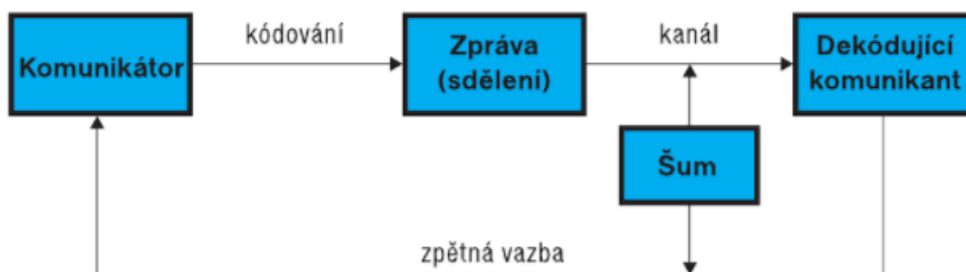 Komunikátor
kódování
Zpráva
(sdělení)
kanál
Dekódující
komunikant
Šum
zpětná vazba